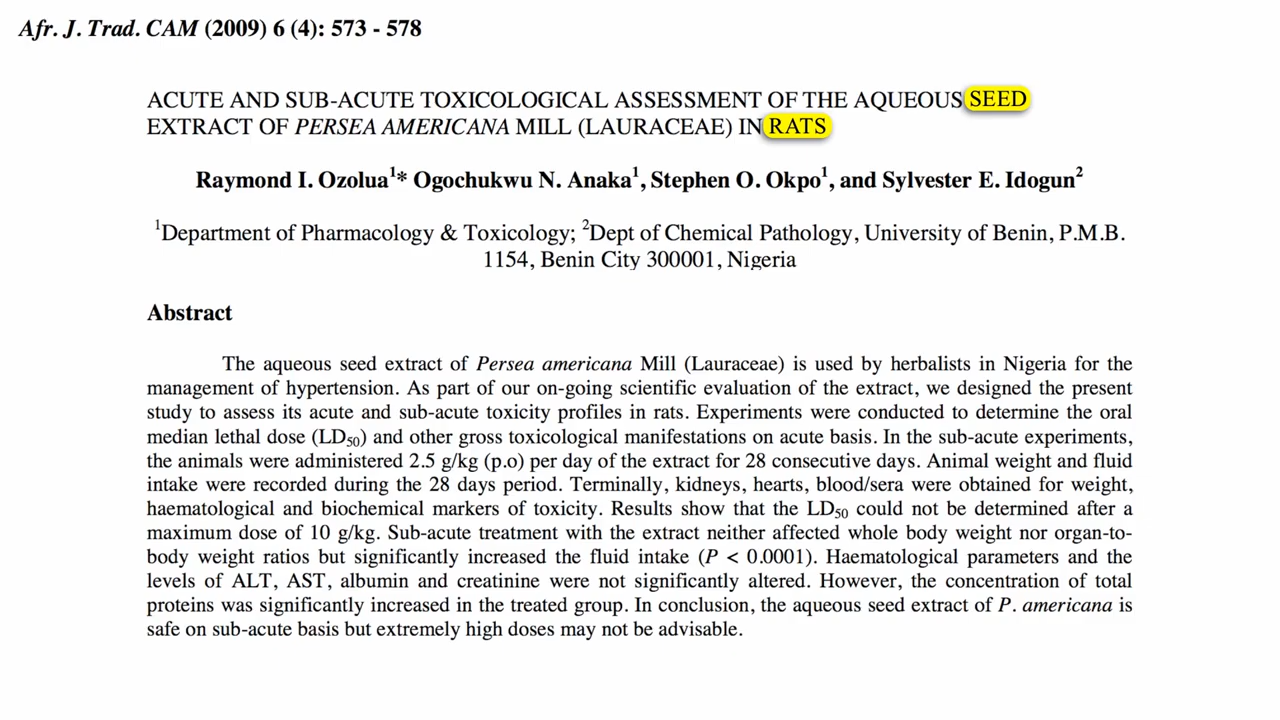 Afr. J. Trad. CAM (2009) 6 (4): 573 - 578
ACUTE AND SUB-ACUTE TOXICOLOGICAL ASSESSMENT OF THE AQUEOUS SEED
EXTRACT OF PERSEA AMERICANA MILL (LAURACEAE) IN RATS
Raymond I. Ozolua1* Ogochukwu N. Anaka1, Stephen O. Okpo1, and Sylvester E. Idogun2
1Department of Pharmacology & Toxicology; 2Dept of Chemical Pathology, University of Benin, P.M.B.
1154, Benin City 300001, Nigeria
Abstract
The aqueous seed extract of Persea americana Mill (Lauraceae) is used by herbalists in Nigeria for the
management of hypertension. As part of our on-going scientific evaluation of the extract, we designed the present
study to assess its acute and sub-acute toxicity profiles in rats. Experiments were conducted to determine the oral
median lethal dose (LD50) and other gross toxicological manifestations on acute basis. In the sub-acute experiments,
the animals were administered 2.5 g/kg (p.o) per day of the extract for 28 consecutive days. Animal weight and fluid
intake were recorded during the 28 days period. Terminally, kidneys, hearts, blood/sera were obtained for weight,
haematological and biochemical markers of toxicity. Results show that the LD50 could not be determined after a
maximum dose of 10 g/kg. Sub-acute treatment with the extract neither affected whole body weight nor organ-to-
body weight ratios but significantly increased the fluid intake (P < 0.0001). Haematological parameters and the
levels of ALT, AST, albumin and creatinine were not significantly altered. However, the concentration of total
proteins was significantly increased in the treated group. In conclusion, the aqueous seed extract of P. americana is
safe on sub-acute basis but extremely high doses may not be advisable.